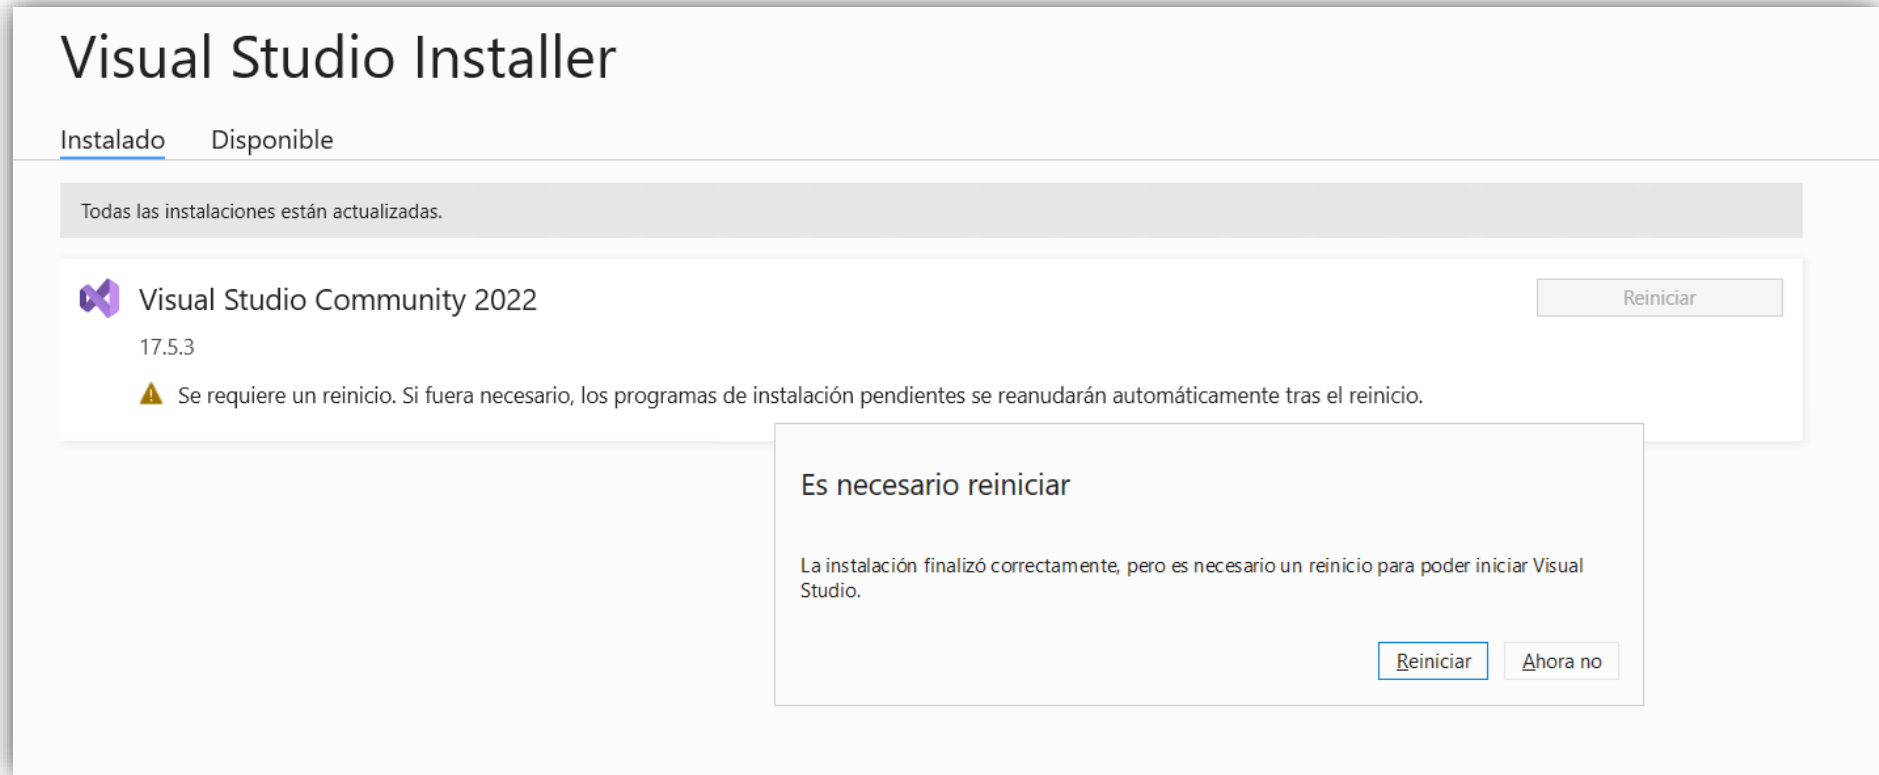 Visual Studio Installer
Instalado Disponible
Todas las instalaciones están actualizadas.
Visual Studio Community 2022
Reiniciar
17.5.3
Se requiere un reinicio. Si fuera necesario, los programas de instalación pendientes se reanudarán automáticamente tras el reinicio.
Es necesario reiniciar
La instalación finalizó correctamente, pero es necesario un reinicio para poder iniciar Visual
Studio.
Reiniciar Ahora no